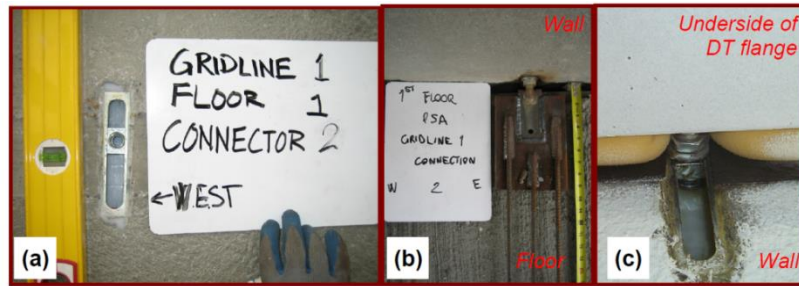 GRIDLINE 1
FLOOR 1
CONNECTOR 2
←WEST
(a)
Wall
1ST FLOOR
PSA
GRIDLINE 1
CONNECTION
W 2 E
Floor
(b)
Underside of
DT flange
Wall
(c)